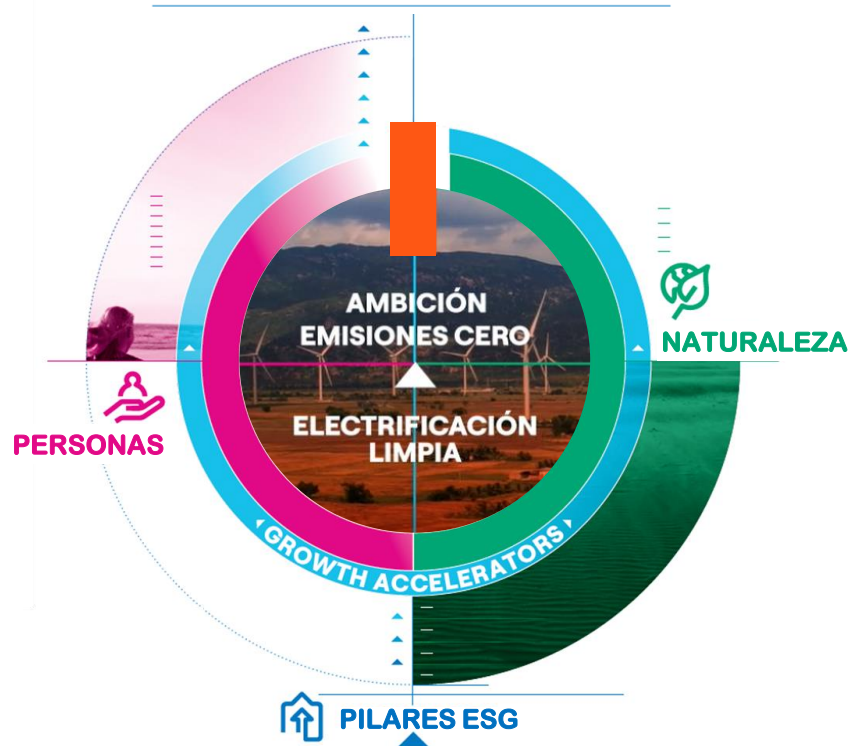 AMBICIÓN
EMISIONES CERO
NATURALEZA
ELECTRIFICACIÓN
LIMPIA
PERSONAS
GROWTH ACCELERATORS
PILARES ESG